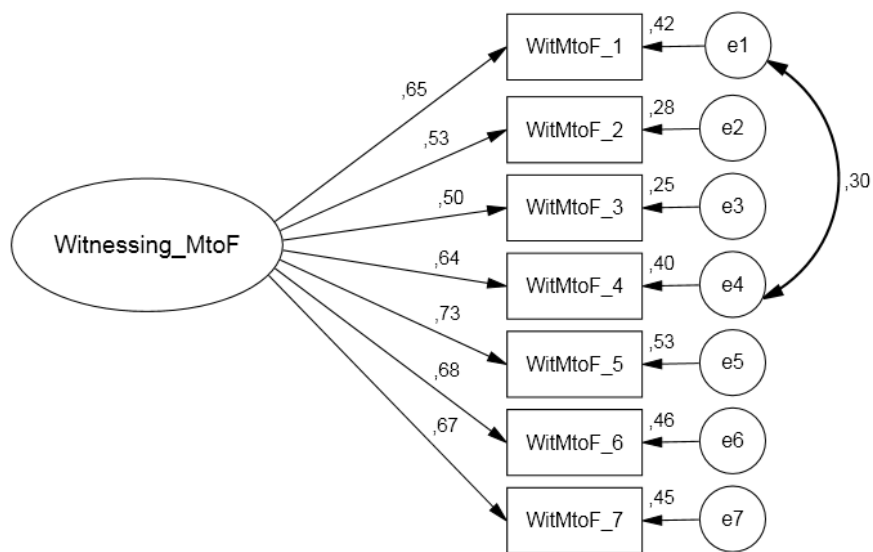 ,42
WitMtoF_1
e1
,65
,28
WitMtoF_2
e2
,53
,25
WitMtoF_3
e3
,50
,30
Witnessing_MtoF
,64
,40
WitMtoF_4
e4
,73
,53
WitMtoF_5
e5
,68
,46
WitMtoF_6
e6
,67
,45
WitMtoF_7
e7